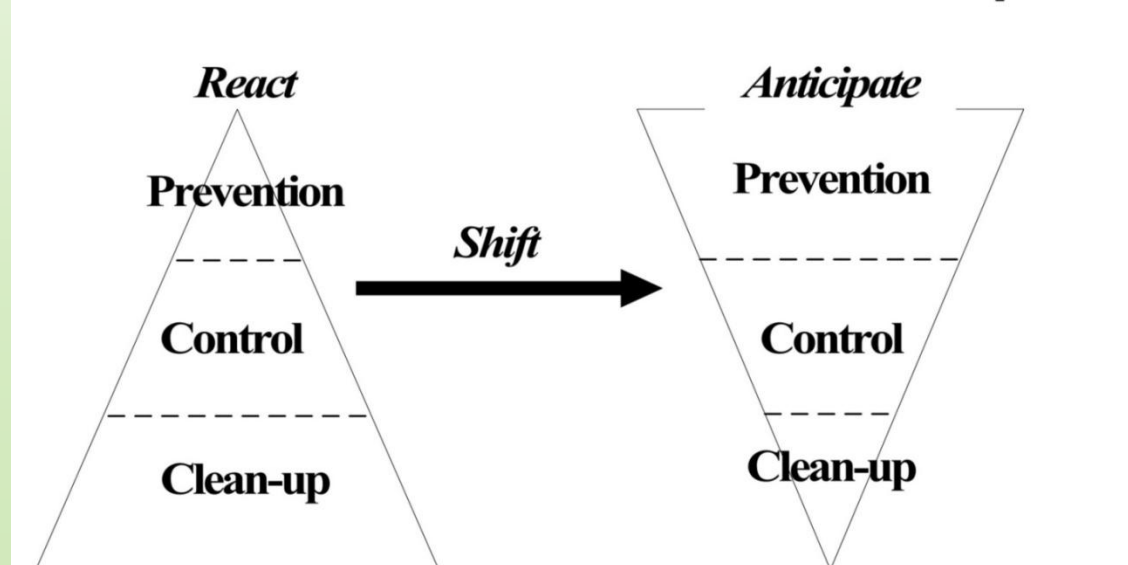 React
Prevention
Control
Clean-up
Shift
Anticipate
Prevention
Control
Clean-up